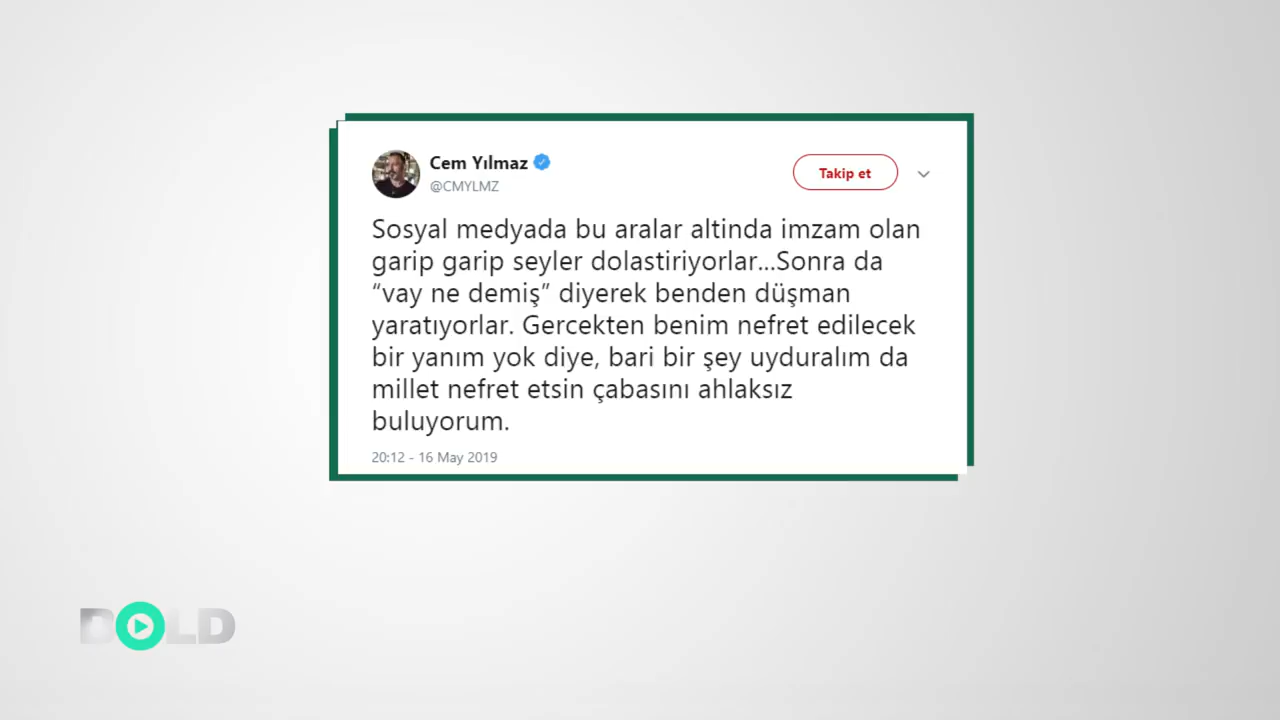 Cem Yılmaz
@CMYLMZ
Takip et
Sosyal medyada bu aralar altinda imzam olan
garip garip seyler dolastiriyorlar...Sonra da
“vay ne demiş” diyerek benden düşman
yaratıyorlar. Gercekten benim nefret edilecek
bir yanım yok diye, bari bir şey uyduralım da
millet nefret etsin çabasını ahlaksız
buluyorum.
20:12 - 16 May 2019
BOLD